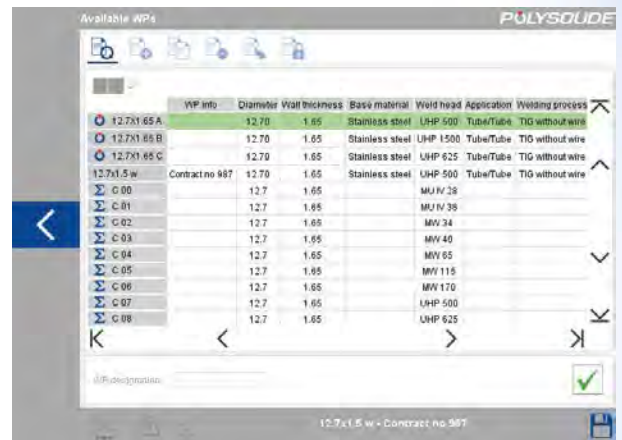 Available WPs POLYSOUDE
WP info Diameter Wall thickness Base material Weld head Application Welding process
12.7X1.65 A 12.70 1.65 Stainless steel UHP 500 Tube/Tube TIG without wire
12.7X1.65 B 12.70 1.65 Stainless steel UHP 1500 Tube/Tube TIG without wire
12.7X1.65 C 12.70 1.65 Stainless steel UHP 625 Tube/Tube TIG without wire
12.7x1.5 w Contract no 987 12.70 1.65 Stainless steel UHP 500 Tube/Tube TIG without wire
Σ C 00 12.7 1.65 MU IV 28
Σ C 01 12.7 1.65 MU IV 38
Σ C 02 12.7 1.65 MW 34
Σ C 03 12.7 1.65 MW 40
Σ C 04 12.7 1.65 MW 65
Σ C 05 12.7 1.65 MW 115
Σ C 06 12.7 1.65 MW 170
Σ C 07 12.7 1.65 UHP 500
Σ C 08 12.7 1.65 UHP 625
WP designation
12.7x1.5 w - Contract no 987